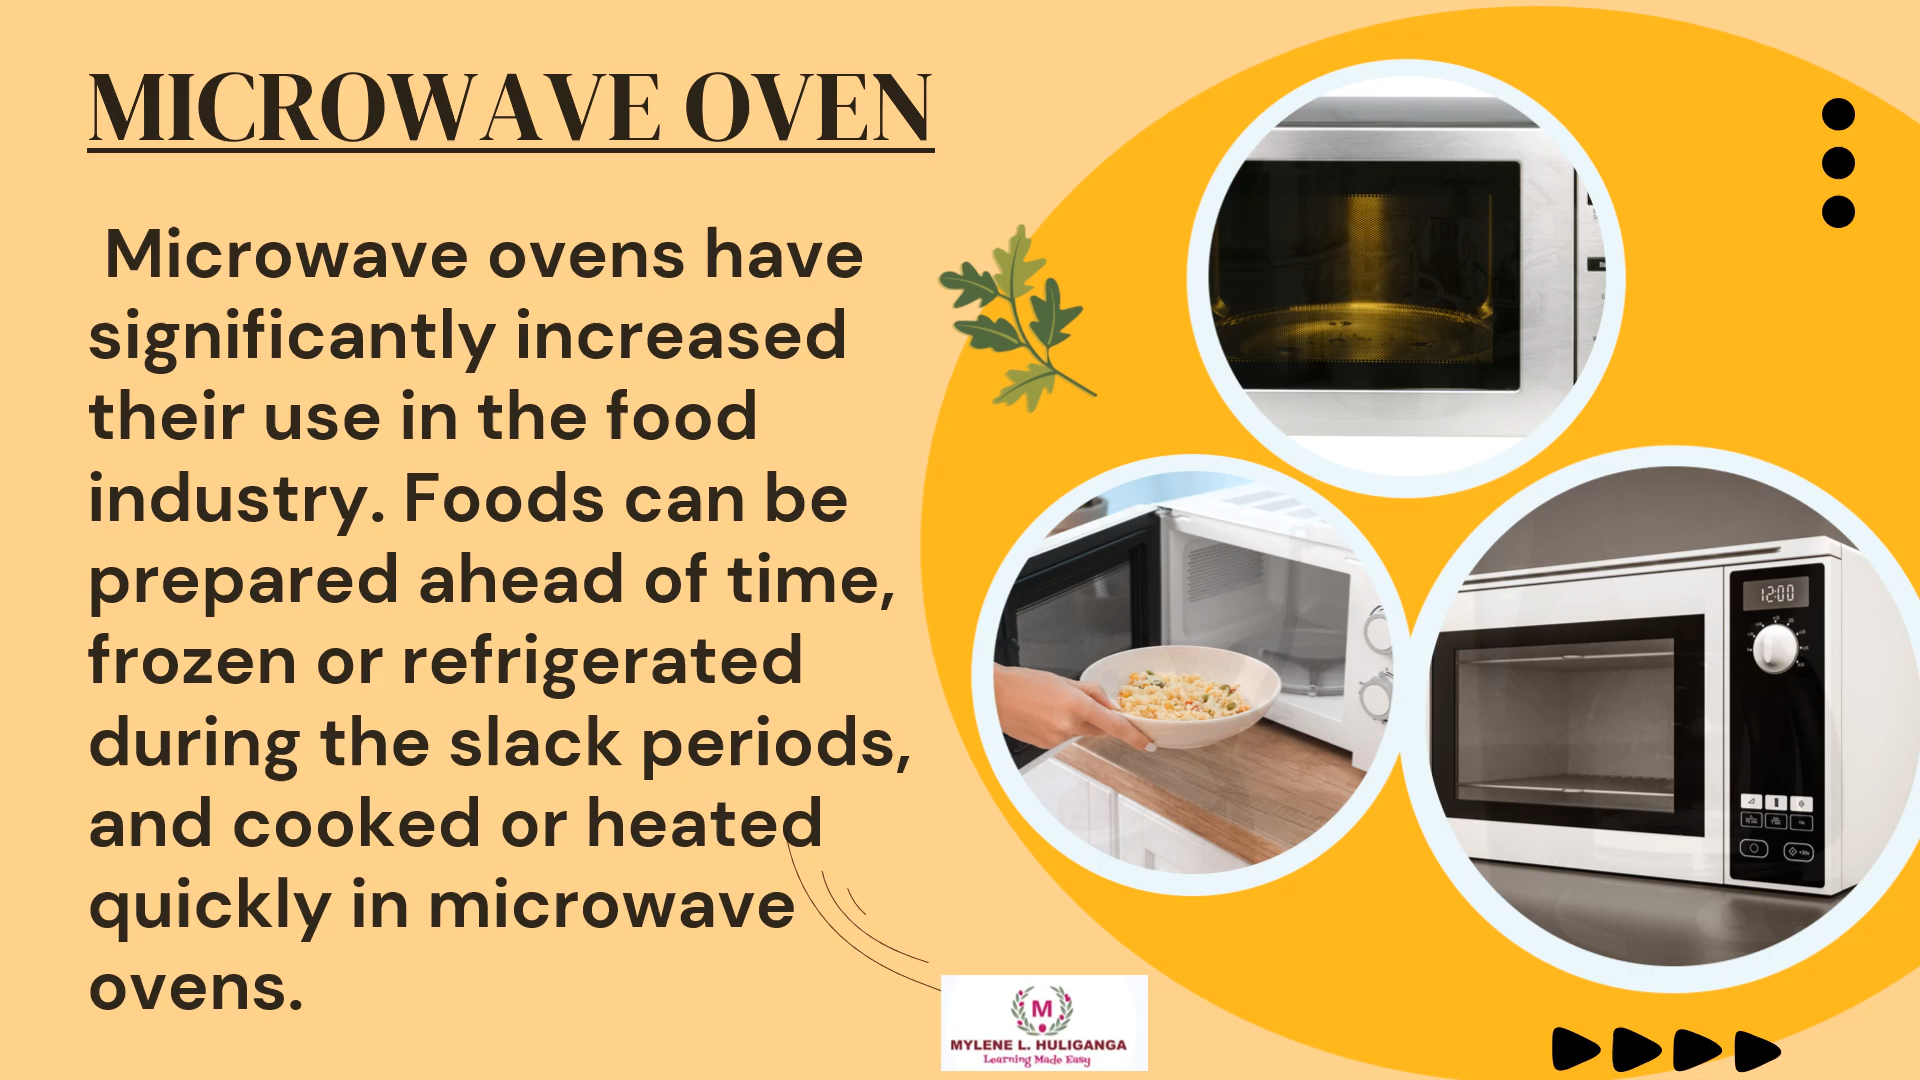 MICROWAVE OVEN
Microwave ovens have
significantly increased
their use in the food
industry. Foods can be
prepared ahead of time,
frozen or refrigerated
during the slack periods,
and cooked or heated
quickly in microwave
ovens.
12:00
M
MYLENE L. HULIGANGA
Learning Made Easy